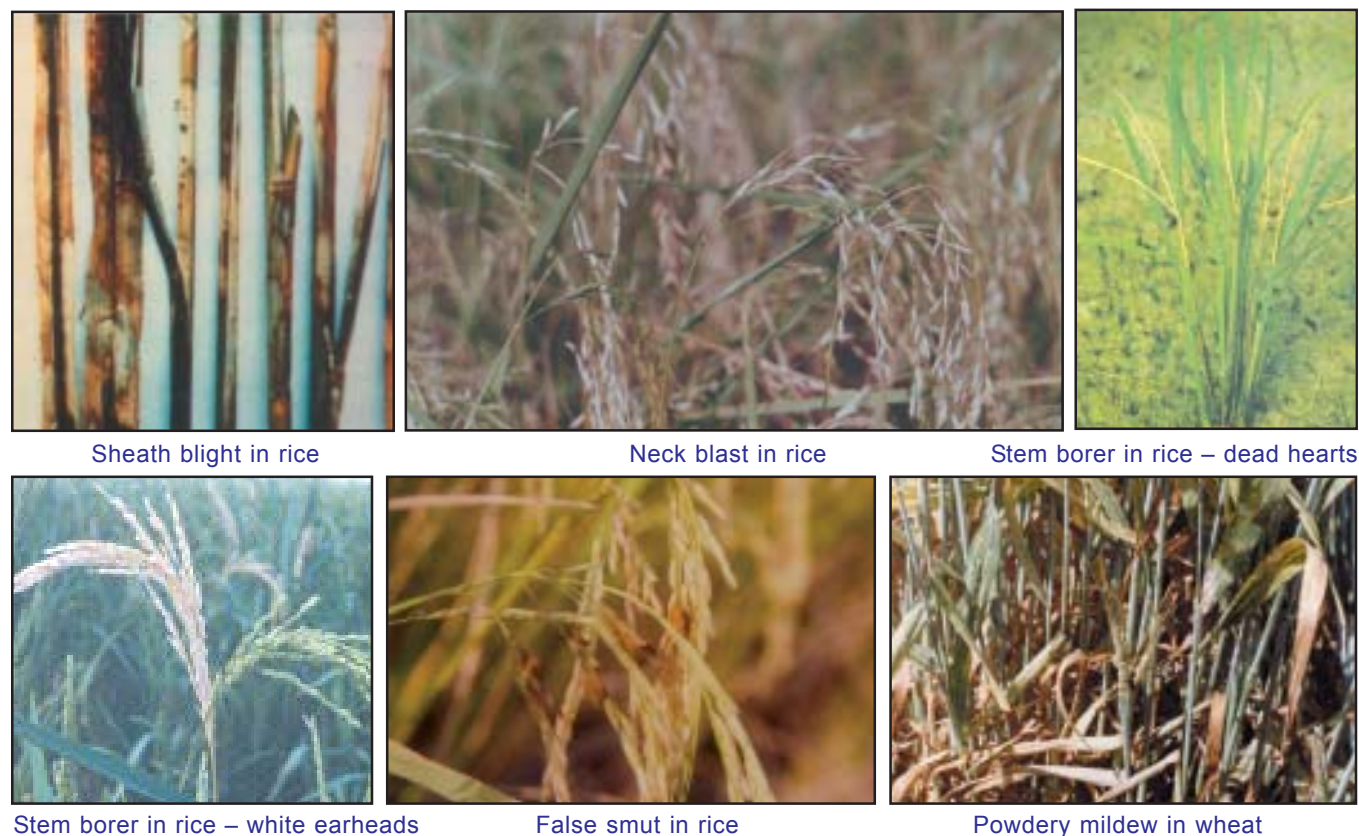 Sheath blight in rice
Neck blast in rice
Stem borer in rice – dead hearts
Stem borer in rice – white earheads
False smut in rice
Powdery mildew in wheat